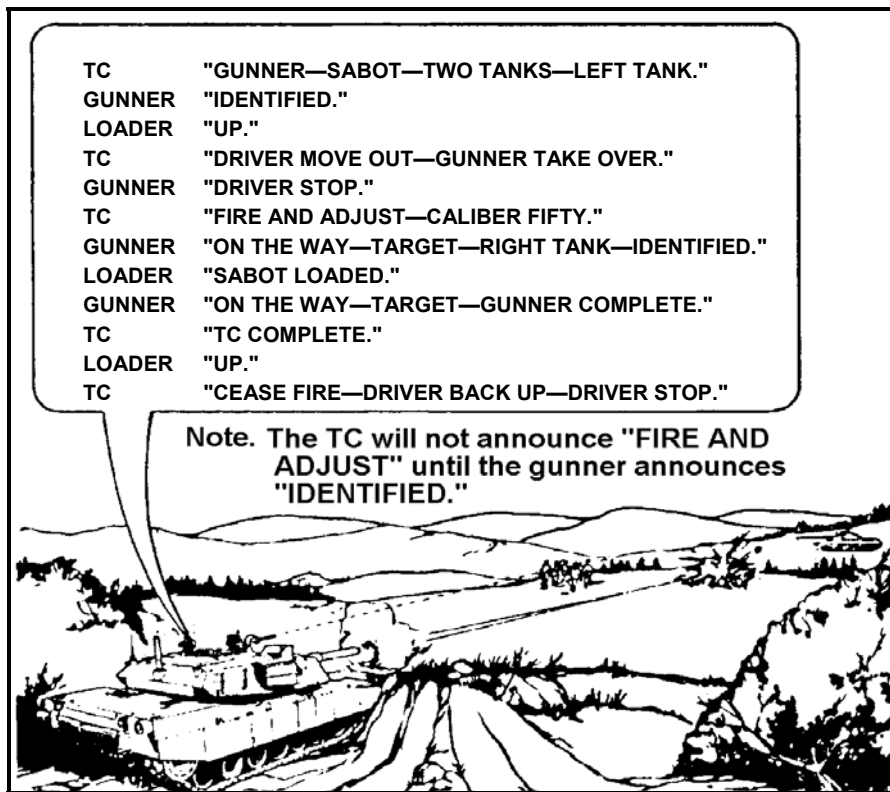 TC "GUNNER—SABOT—TWO TANKS—LEFT TANK."
GUNNER "IDENTIFIED."
LOADER "UP."
TC "DRIVER MOVE OUT—GUNNER TAKE OVER."
GUNNER "DRIVER STOP."
TC "FIRE AND ADJUST—CALIBER FIFTY."
GUNNER "ON THE WAY—TARGET—RIGHT TANK—IDENTIFIED."
LOADER "SABOT LOADED."
GUNNER "ON THE WAY—TARGET—GUNNER COMPLETE."
TC "TC COMPLETE."
LOADER "UP."
TC "CEASE FIRE—DRIVER BACK UP—DRIVER STOP."
Note. The TC will not announce "FIRE AND
ADJUST" until the gunner announces
"IDENTIFIED."